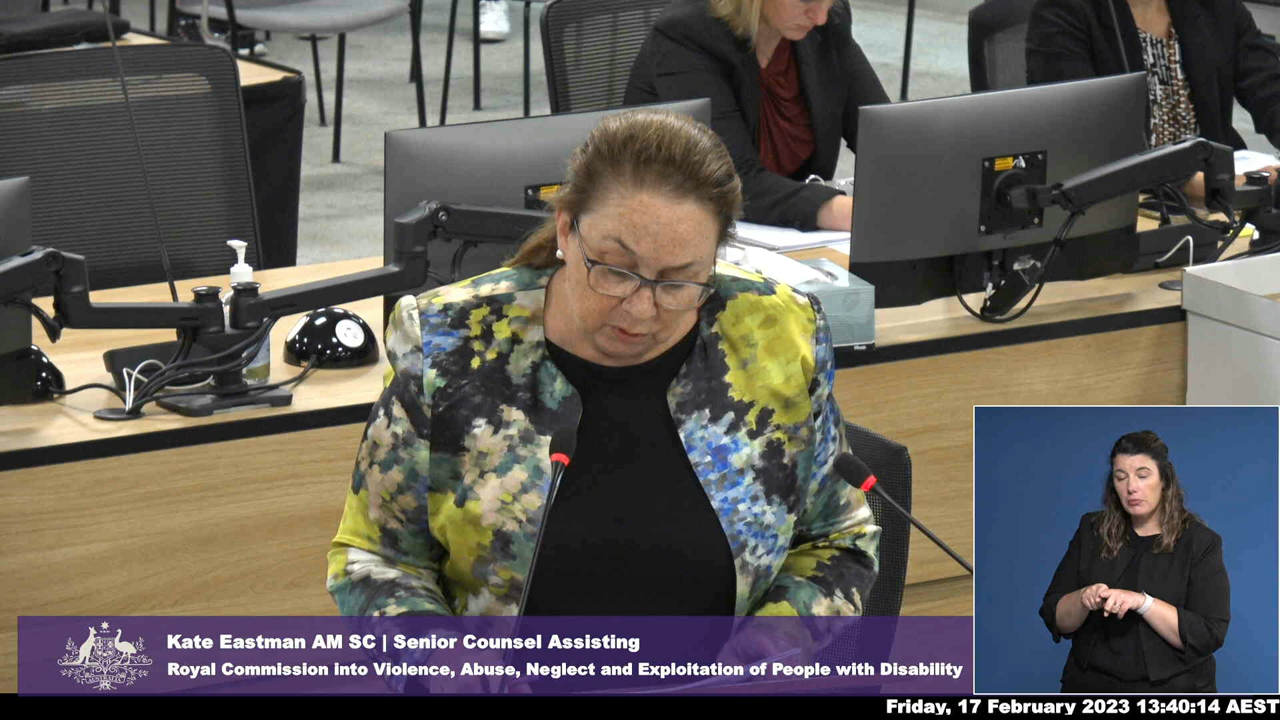 Kate Eastman AM SC | Senior Counsel Assisting
Royal Commission into Violence, Abuse, Neglect and Exploitation of People with Disability
Friday, 17 February 2023 13:40:14 AEST